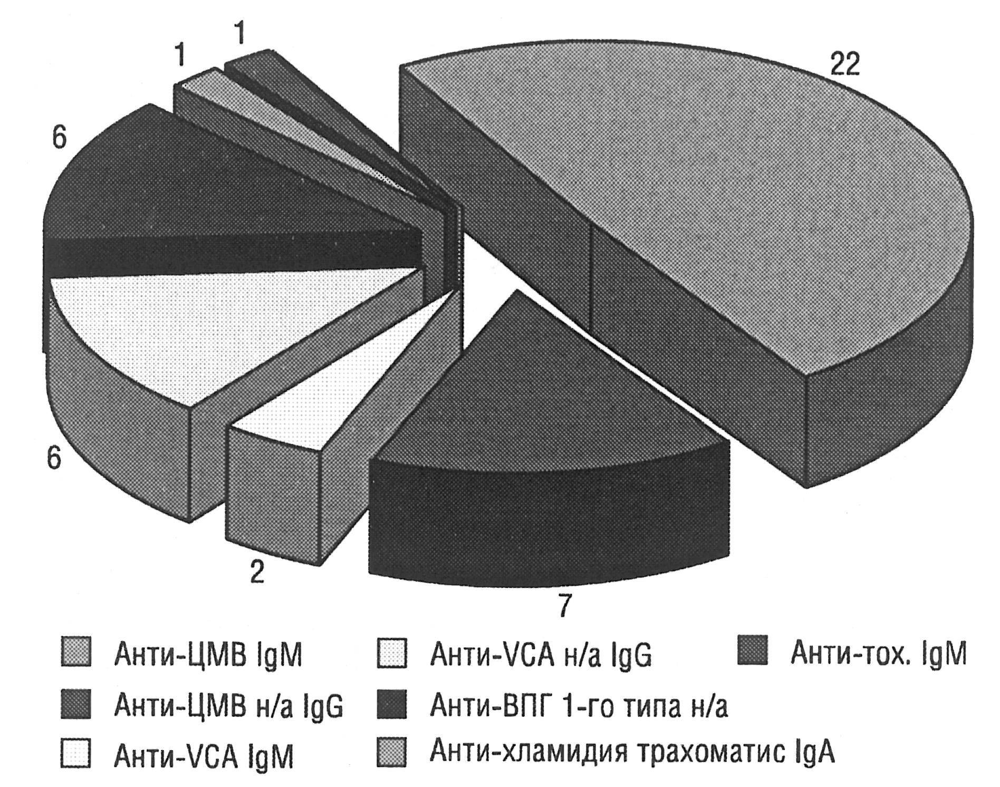 1
1
22
6
6
2
7
Анти-ЦМВ IgM
Анти-VCA н/а IgG
Анти-тох. IgM
Анти-ЦМВ н/а IgG
Анти-ВПГ 1-го типа н/а
Анти-VCA IgM
Анти-хламидия трахоматис IgA